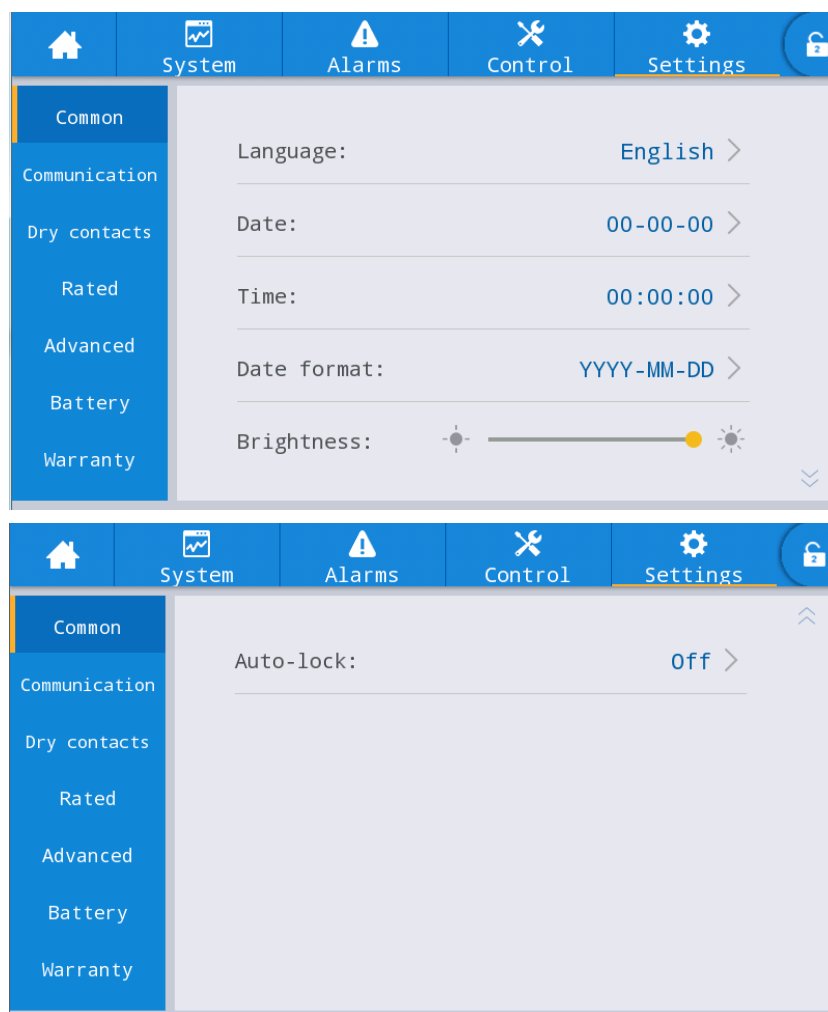 System Alarms Control Settings 2
Common
Language: English
Communication
Date: 00-00-00
Dry contacts
Rated
Time: 00:00:00
Advanced
Date format: YYYY-MM-DD
Battery
Brightness:
Warranty
System Alarms Control Settings 2
Common
Auto-lock: Off
Communication
Dry contacts
Rated
Advanced
Battery
Warranty